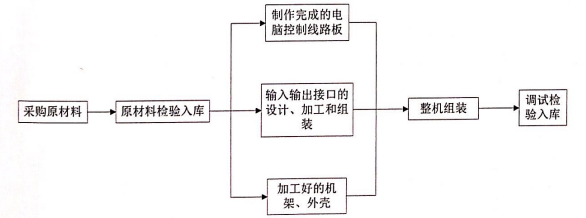 制作完成的电
脑控制线路板
采购原材料
原材料检验入库
输入输出接口的
设计、加工和组
装
整机组装
调试检
验入库
加工好的机
架、外壳